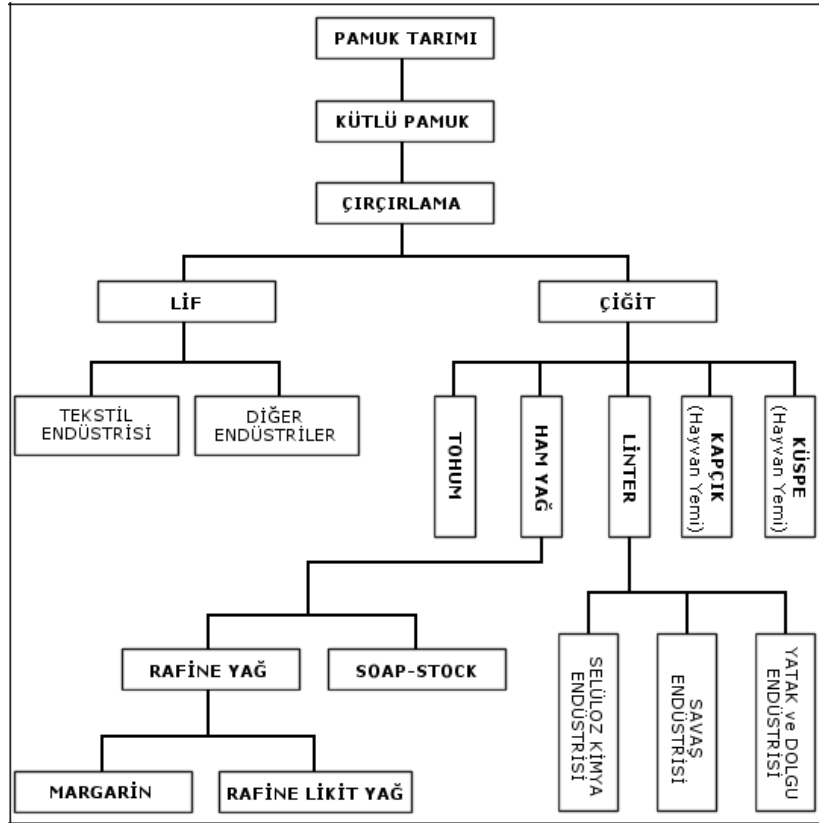 PAMUK TARIMI
KÜTLÜ PAMUK
ÇIRÇIRLAMA
LİF
ÇİĞİT
TEKSTİL
ENDÜSTRİSİ
DİĞER
ENDÜSTRİLER
TOHUM
HAM YAĞ
LİNTER
KAPÇIK
(Hayvan Yemi)
KÜSPE
(Hayvan Yemi)
RAFİNE YAĞ
SOAP-STOCK
SELÜLOZ KİMYA
ENDÜSTRİSİ
SAVAŞ
ENDÜSTRİSİ
YATAK ve DOLGU
ENDÜSTRİSİ
MARGARİN
RAFİNE LİKİT YAĞ